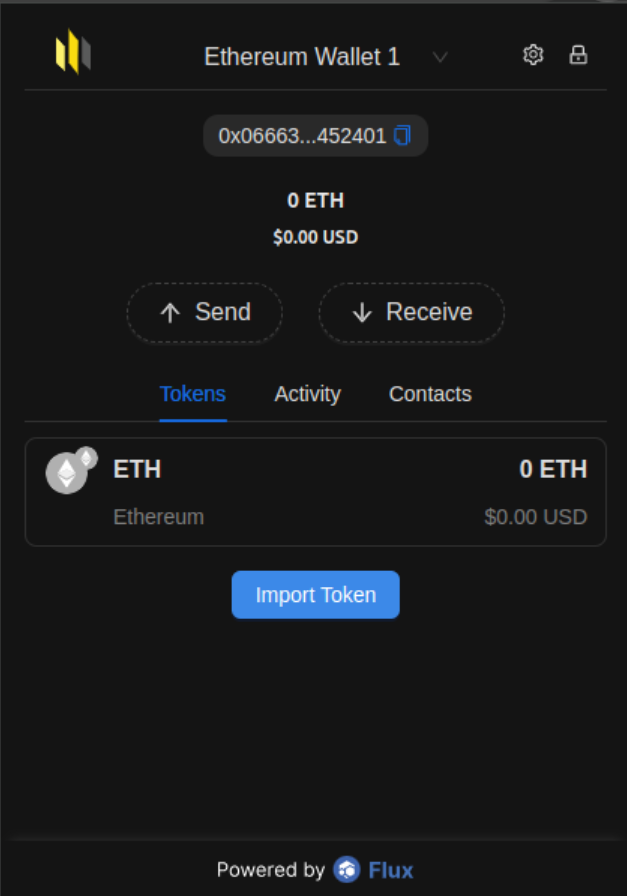 Ethereum Wallet 1
0x06663...452401
0 ETH
$0.00 USD
Send Receive
Tokens Activity Contacts
ETH 0 ETH
Ethereum $0.00 USD
Import Token
Powered by Flux